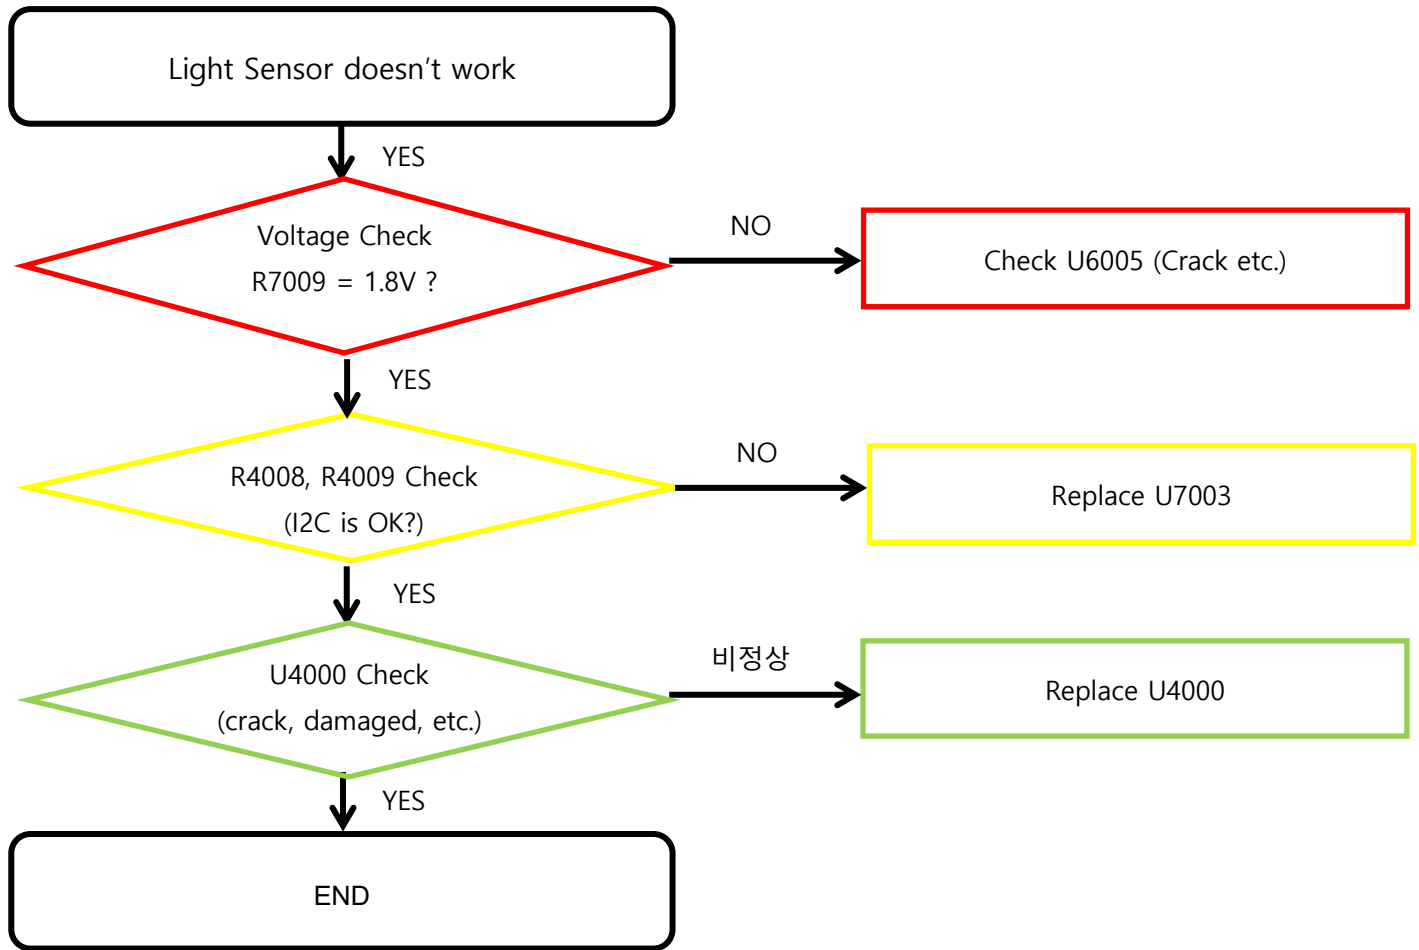 Light Sensor doesn't work
YES
Voltage Check
R7009 = 1.8V ?
NO
Check U6005 (Crack etc.)
YES
R4008, R4009 Check
(I2C is OK?)
NO
Replace U7003
YES
U4000 Check
(crack, damaged, etc.)
비정상
Replace U4000
YES
END